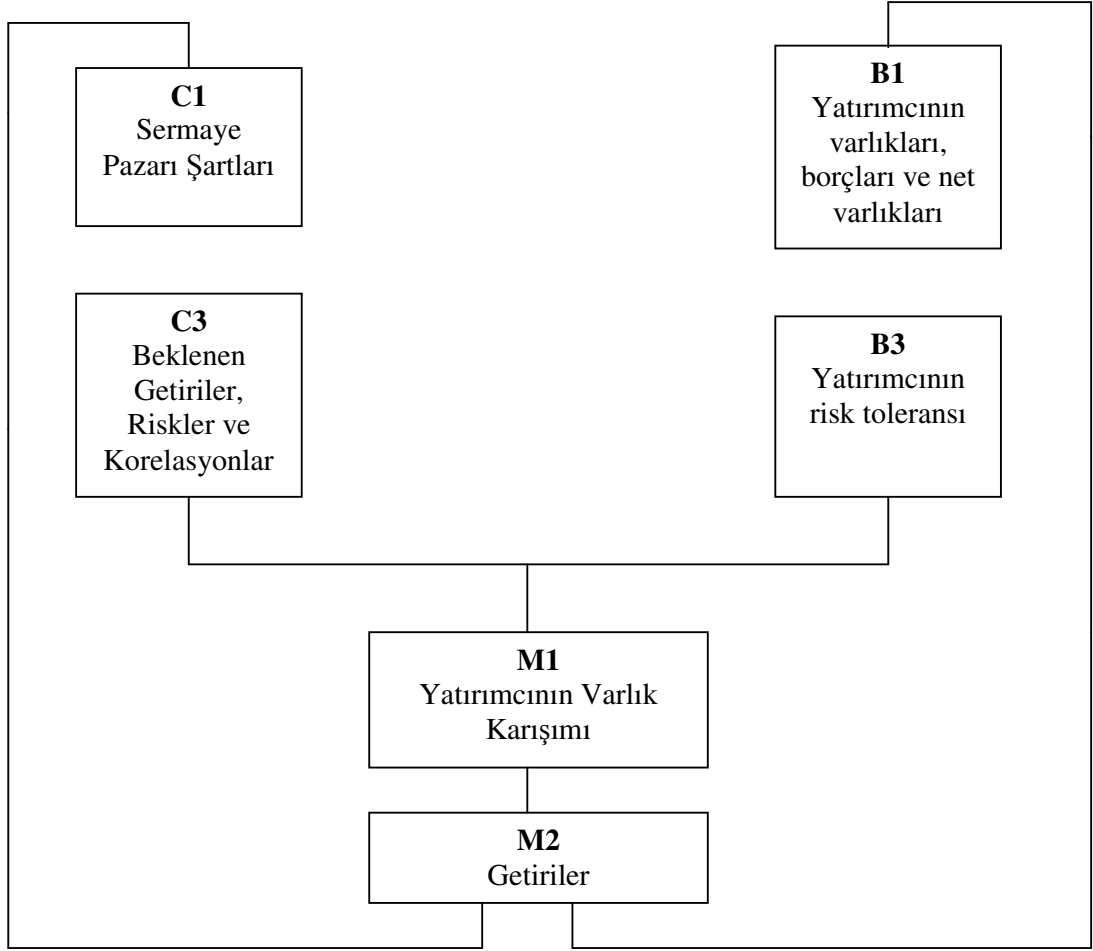 C1
Sermaye
Pazarı Şartları
B1
Yatırımcının
varlıkları,
borçları ve net
varlıkları
C3
Beklenen
Getiriler,
Riskler ve
Korelasyonlar
B3
Yatırımcının
risk toleransı
M1
Yatırımcının Varlık
Karışımı
M2
Getiriler